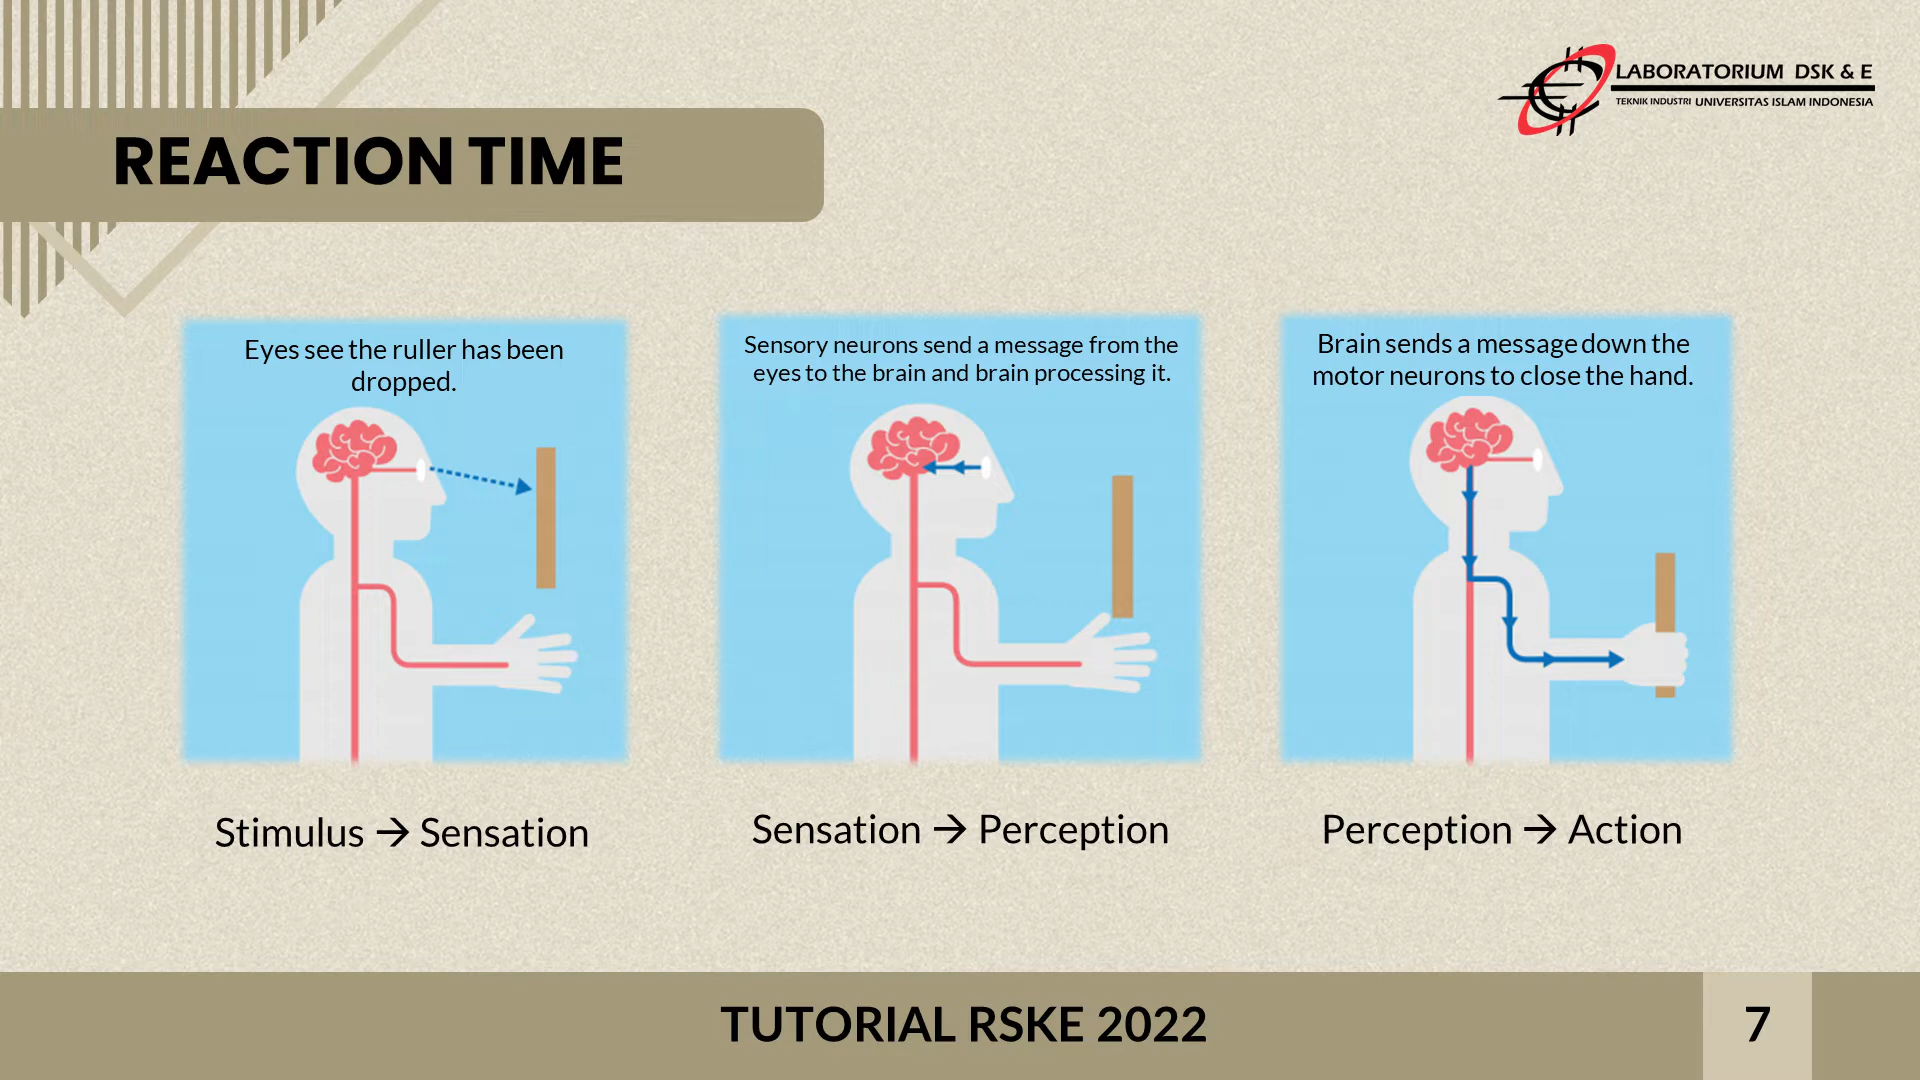 LABORATORIUM DSK & E
TEKNIK INDUSTRI UNIVERSITAS ISLAM INDONESIA
REACTION TIME
Eyes see the ruller has been
dropped.
Sensory neurons send a message from the
eyes to the brain and brain processing it.
Brain sends a message down the
motor neurons to close the hand.
Stimulus → Sensation
Sensation → Perception
Perception → Action
TUTORIAL RSKE 2022
7